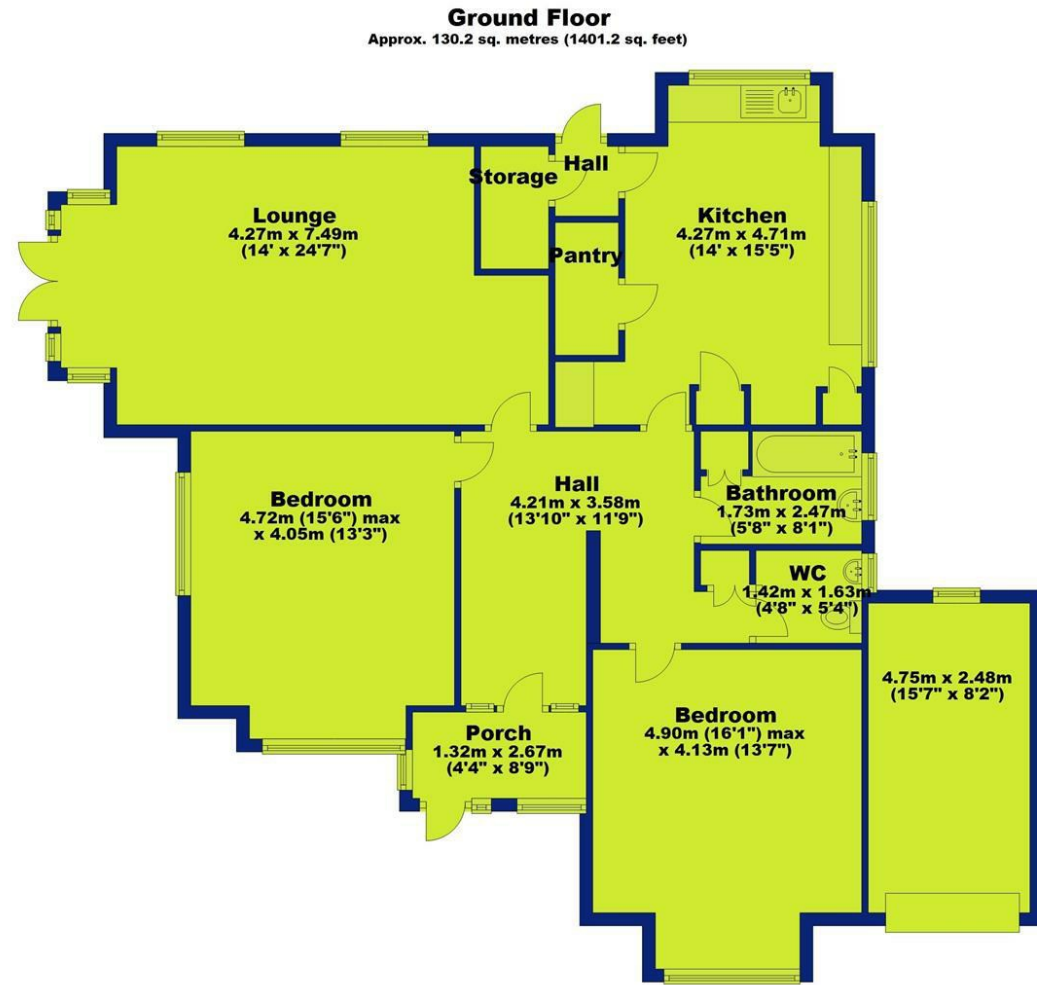 Ground Floor
Approx. 130.2 sq. metres (1401.2 sq. feet)
Hall
Storage
Lounge
4.27m x 7.49m
(14' x 24'7")
Kitchen
4.27m x 4.71m
(14' x 15'5")
Pantry
Hall
4.21m x 3.58m
(13'10" x 11'9")
Bedroom
4.72m (15'6") max
x 4.05m (13'3")
Bathroom
1.73m x 2.47m
(5'8" x 8'1")
WC
1.42m x 1.63m
(4'8" x 5'4")
4.75m x 2.48m
(15'7" x 8'2")
Bedroom
4.90m (16'1") max
x 4.13m (13'7")
Porch
1.32m x 2.67m
(4'4" x 8'9")